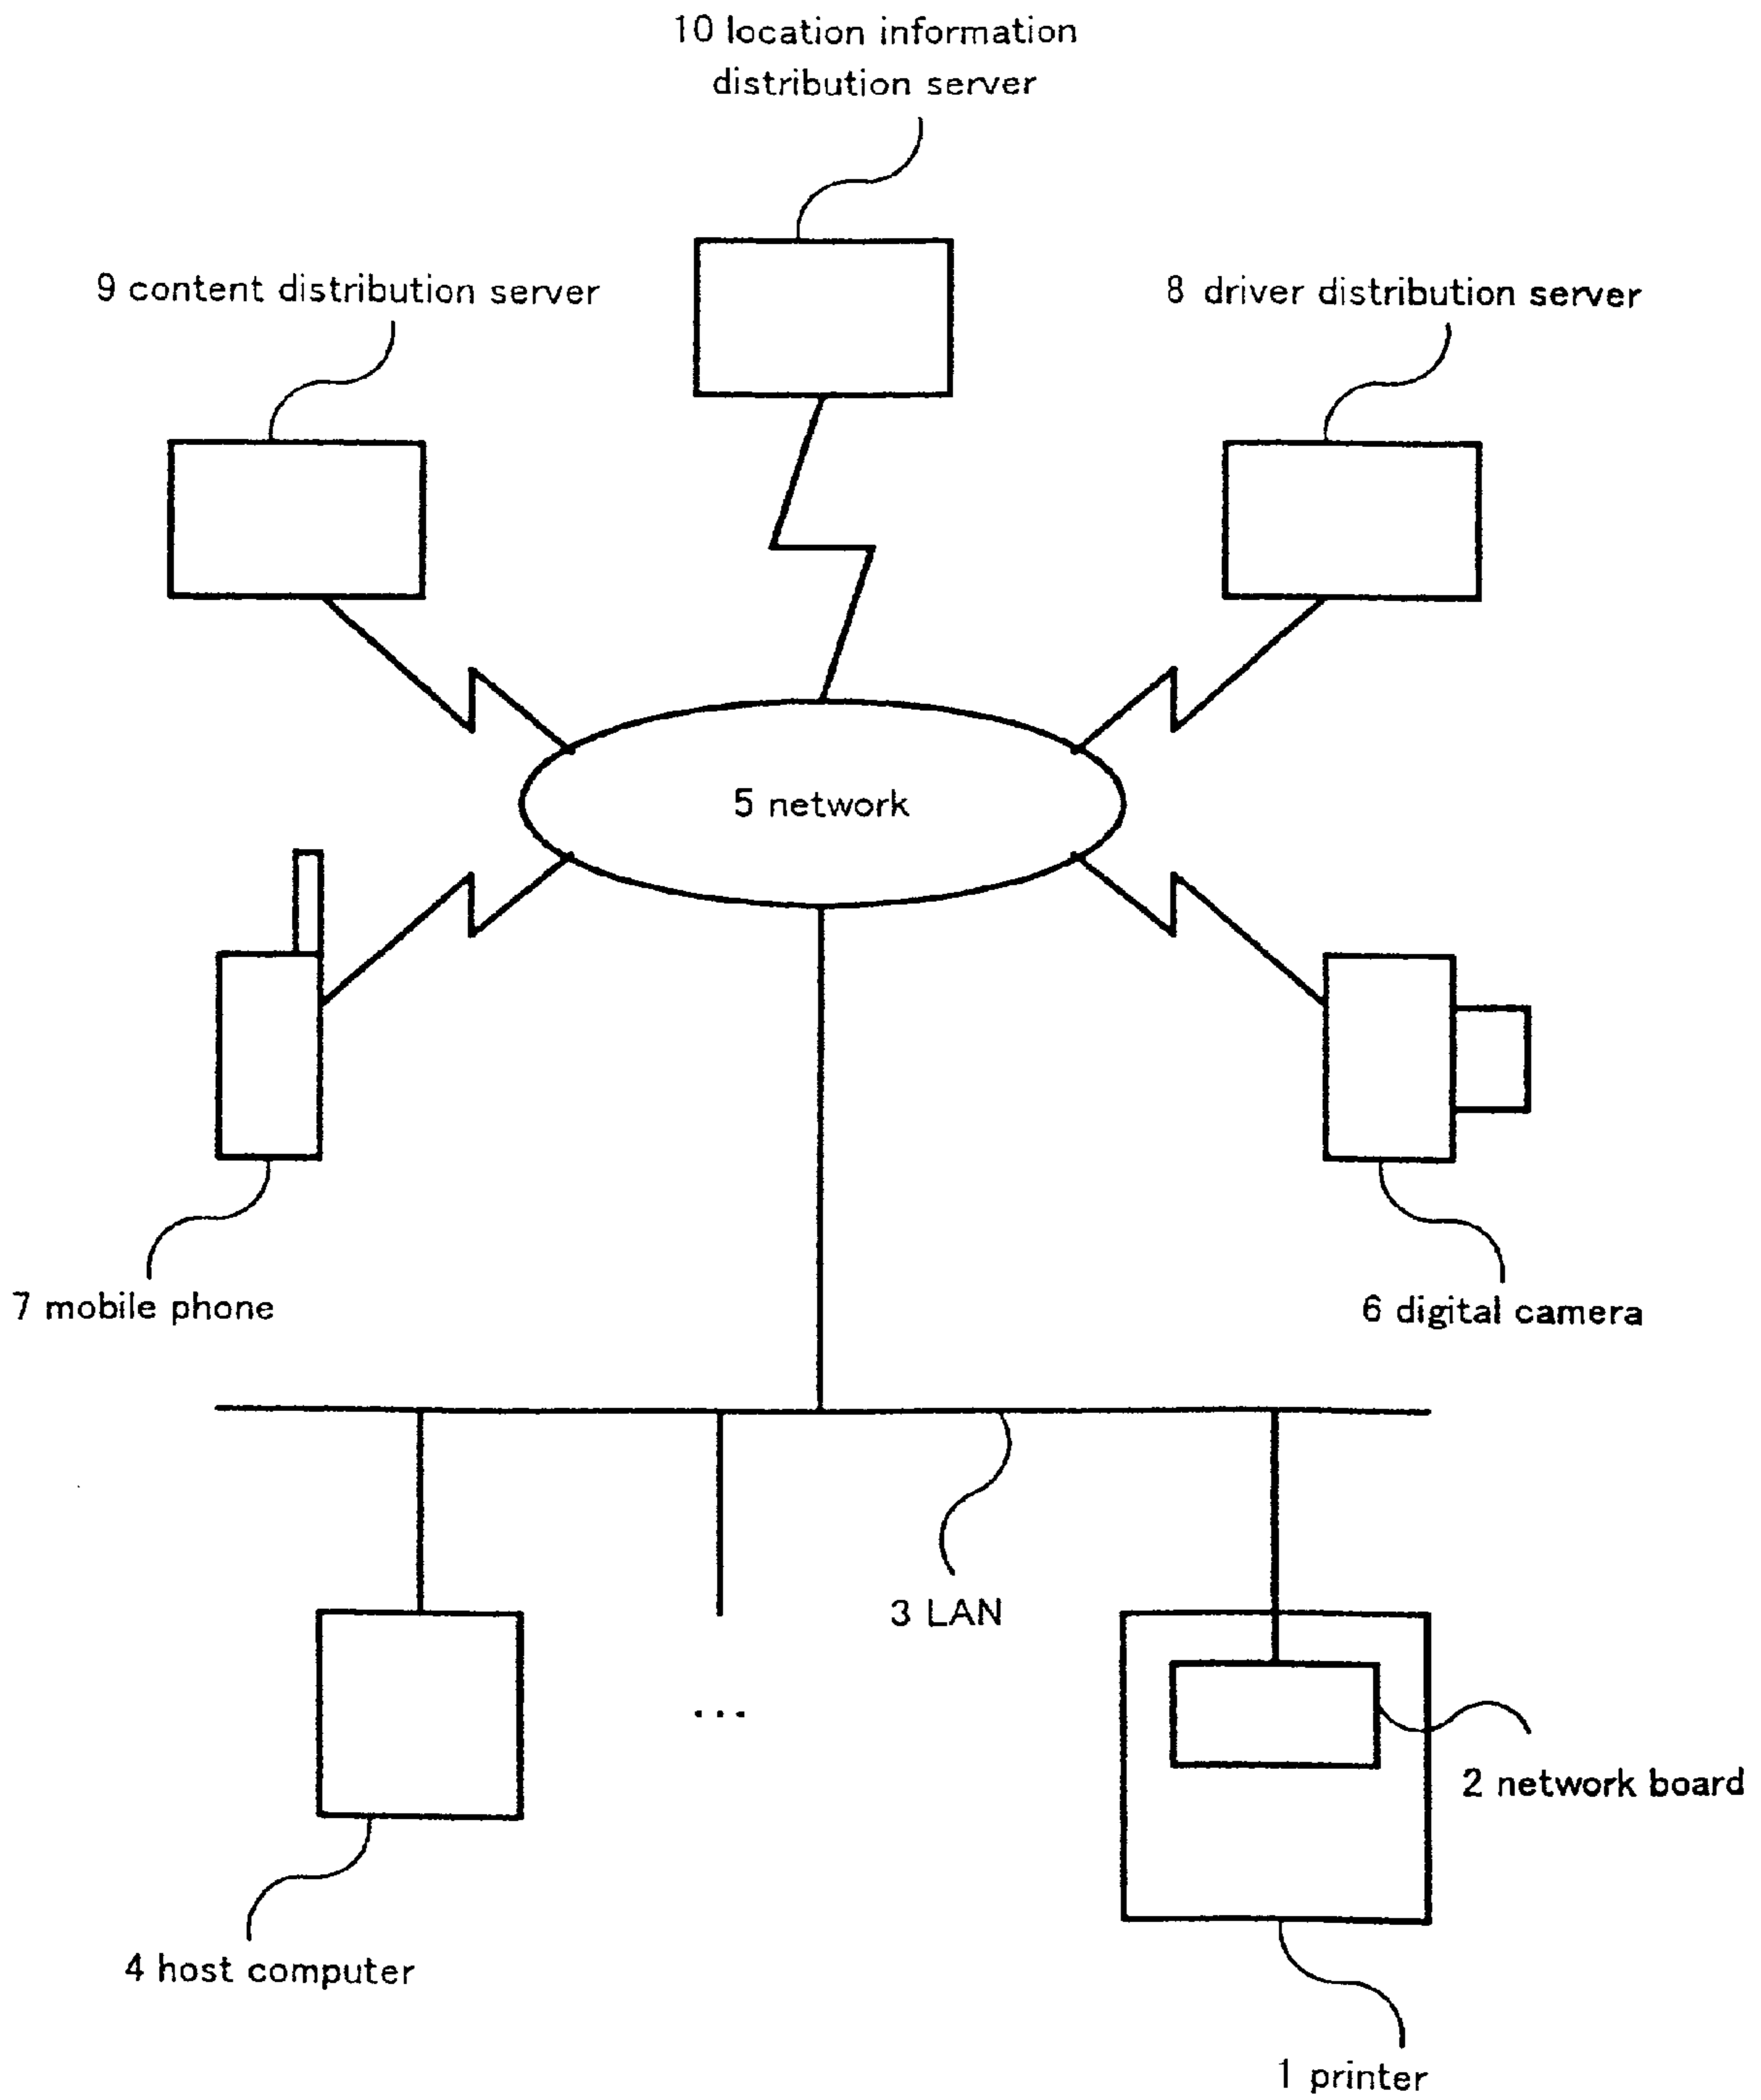 10 location information
distribution server
9 content distribution server
8 driver distribution server
5 network
7 mobile phone
6 digital camera
3 LAN
...
2 network board
4 host computer
1 printer